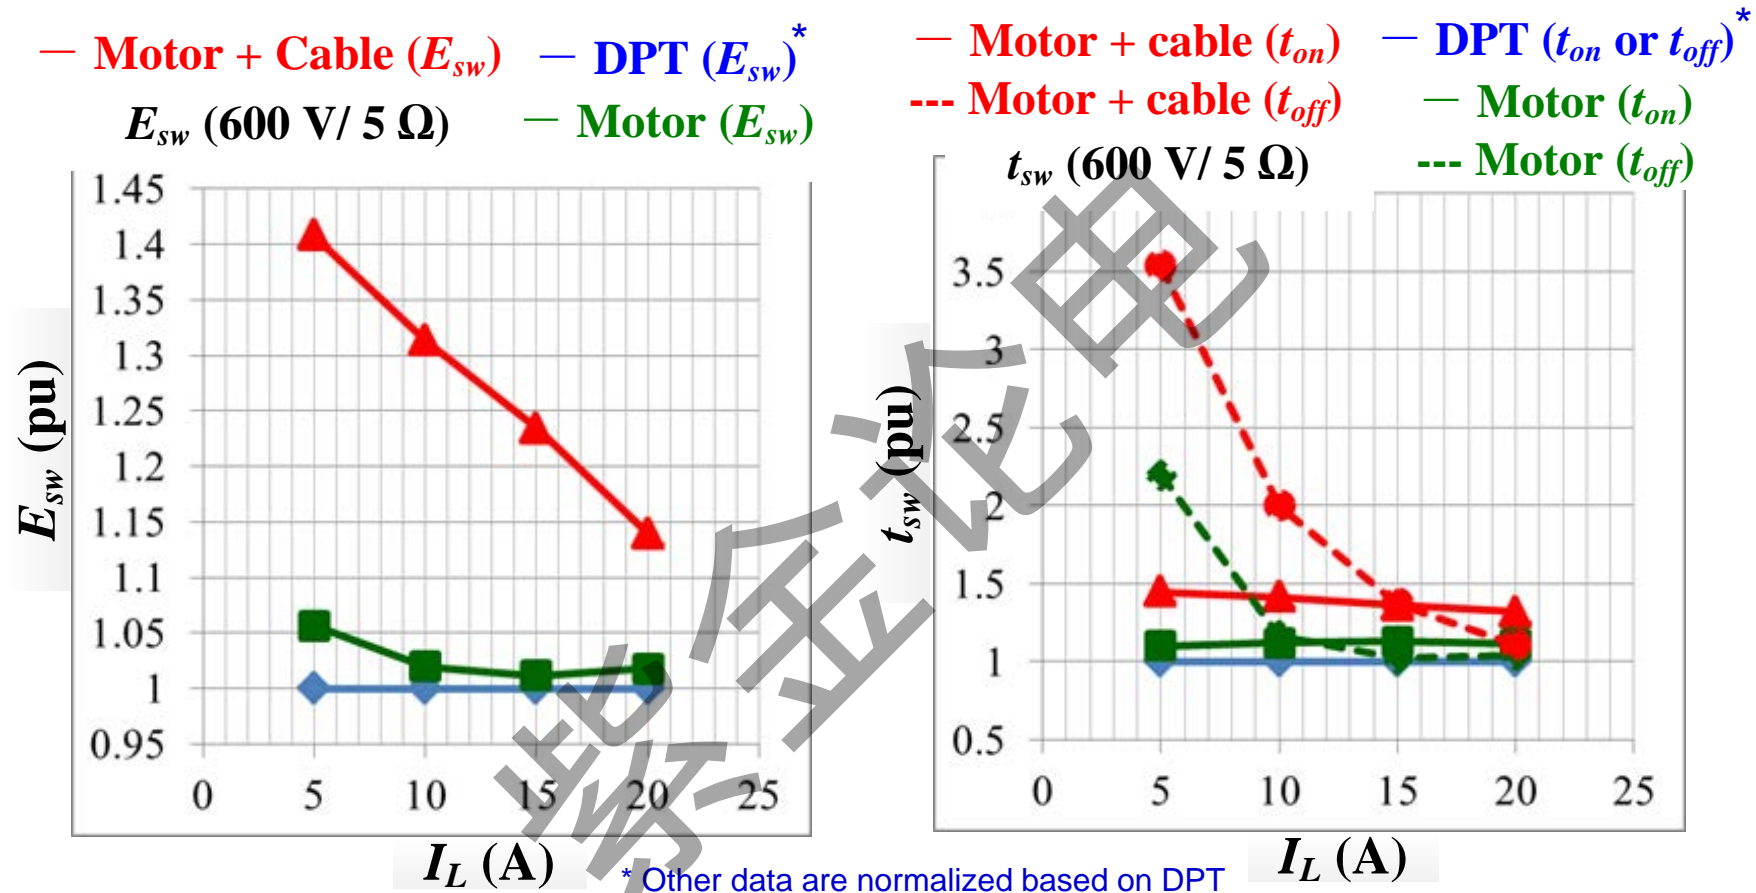 — Motor + Cable (Esw) — DPT (Esw)*
Esw (600 V/ 5 Ω) — Motor (Esw)
1.45
1.4
1.35
1.3
1.25
1.2
1.15
1.1
1.05
1
0.95
0 5 10 15 20 25
Esw (pu)
IL (A)
— Motor + cable (ton) — DPT (ton or toff)*
--- Motor + cable (toff) — Motor (ton)
tsw (600 V/ 5 Ω) --- Motor (toff)
3.5
3
2.5
2
1.5
1
0.5
0 5 10 15 20 25
tsw (pu)
IL (A)
* Other data are normalized based on DPT
紫金论电